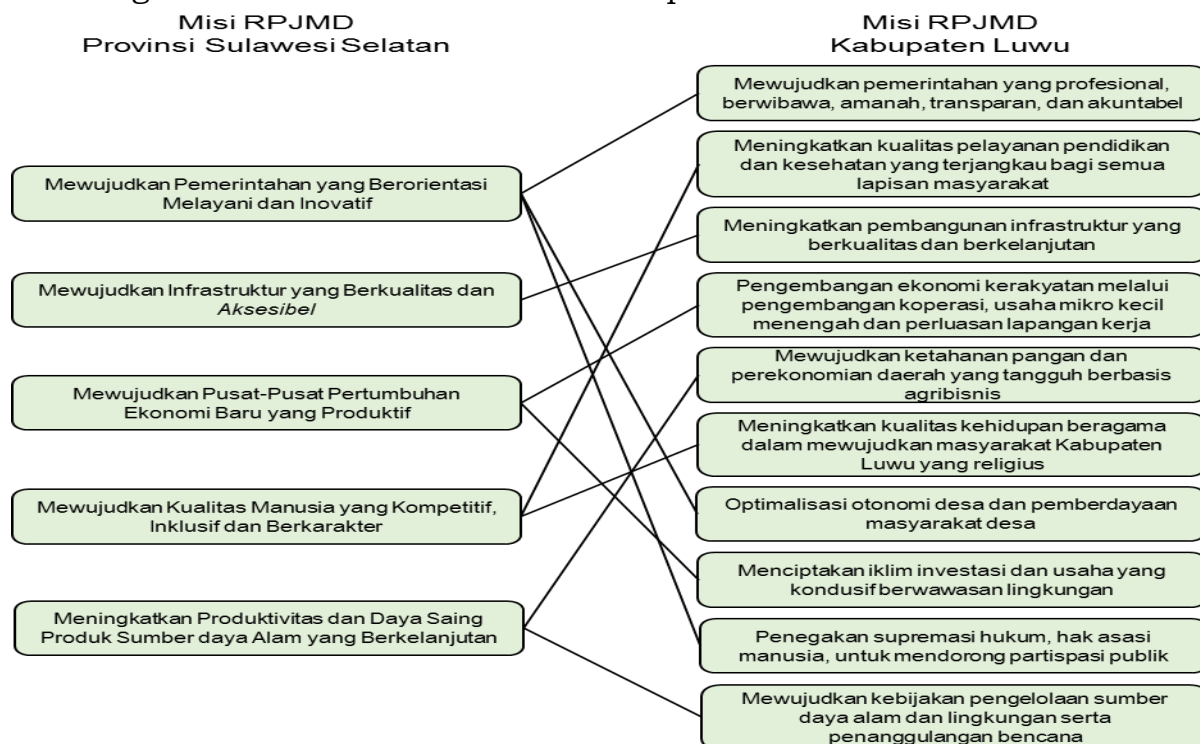 Misi RPJMD
Provinsi Sulawesi Selatan
Mewujudkan Pemerintahan yang Berorientasi
Melayani dan Inovatif
Mewujudkan Infrastruktur yang Berkualitas dan
Aksesibel
Mewujudkan Pusat-Pusat Pertumbuhan
Ekonomi Baru yang Produktif
Mewujudkan Kualitas Manusia yang Kompetitif,
Inklusif dan Berkarakter
Meningkatkan Produktivitas dan Daya Saing
Produk Sumber daya Alam yang Berkelanjutan
Misi RPJMD
Kabupaten Luwu
Mewujudkan pemerintahan yang profesional,
berwibawa, amanah, transparan, dan akuntabel
Meningkatkan kualitas pelayanan pendidikan
dan kesehatan yang terjangkau bagi semua
lapisan masyarakat
Meningkatkan pembangunan infrastruktur yang
berkualitas dan berkelanjutan
Pengembangan ekonomi kerakyatan melalui
pengembangan koperasi, usaha mikro kecil
menengah dan perluasan lapangan kerja
Mewujudkan ketahanan pangan dan
perekonomian daerah yang tangguh berbasis
agribisnis
Meningkatkan kualitas kehidupan beragama
dalam mewujudkan masyarakat Kabupaten
Luwu yang religius
Optimalisasi otonomi desa dan pemberdayaan
masyarakat desa
Menciptakan iklim investasi dan usaha yang
kondusif berwawasan lingkungan
Penegakan supremasi hukum, hak asasi
manusia, untuk mendorong partispasi publik
Mewujudkan kebijakan pengelolaan sumber
daya alam dan lingkungan serta
penanggulangan bencana